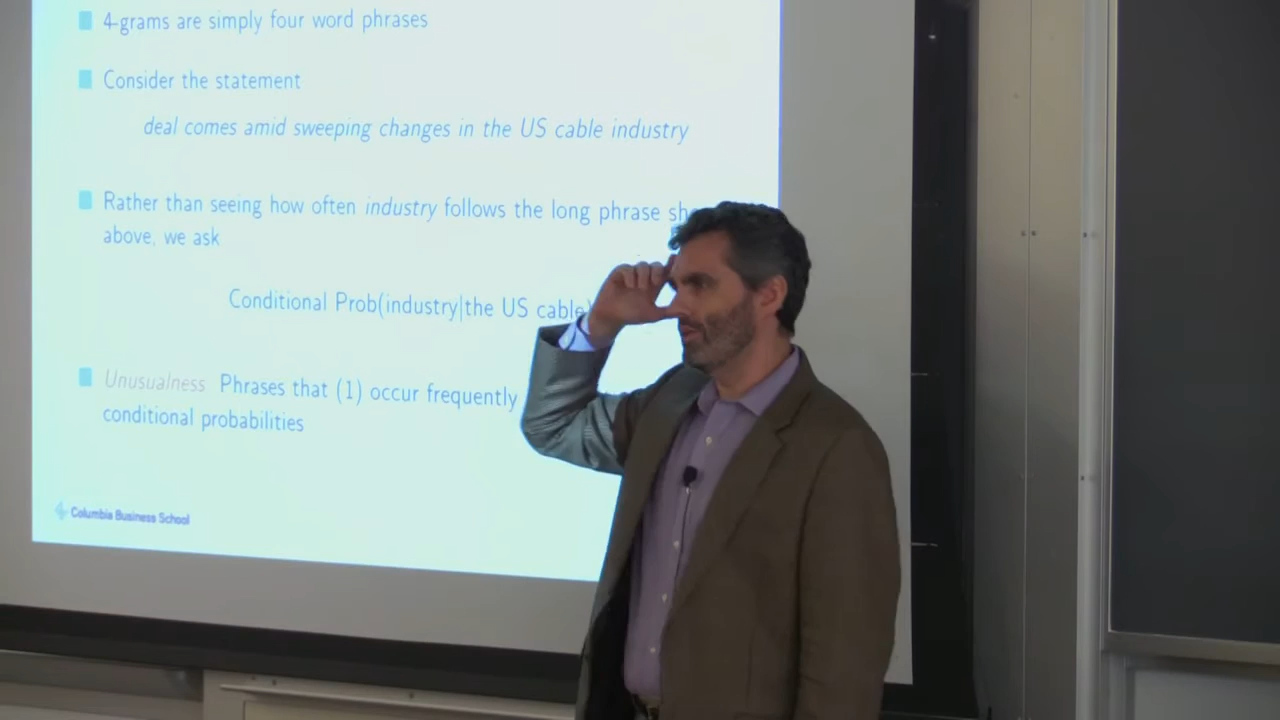 4-grams are simply four word phrases
Consider the statement
deal comes amid sweeping changes in the US cable industry
Rather than seeing how often industry follows the long phrase
above, we ask
Conditional Prob(industry|the US cable)
Unusualness Phrases that (1) occur frequently
conditional probabilities
Columbia Business School